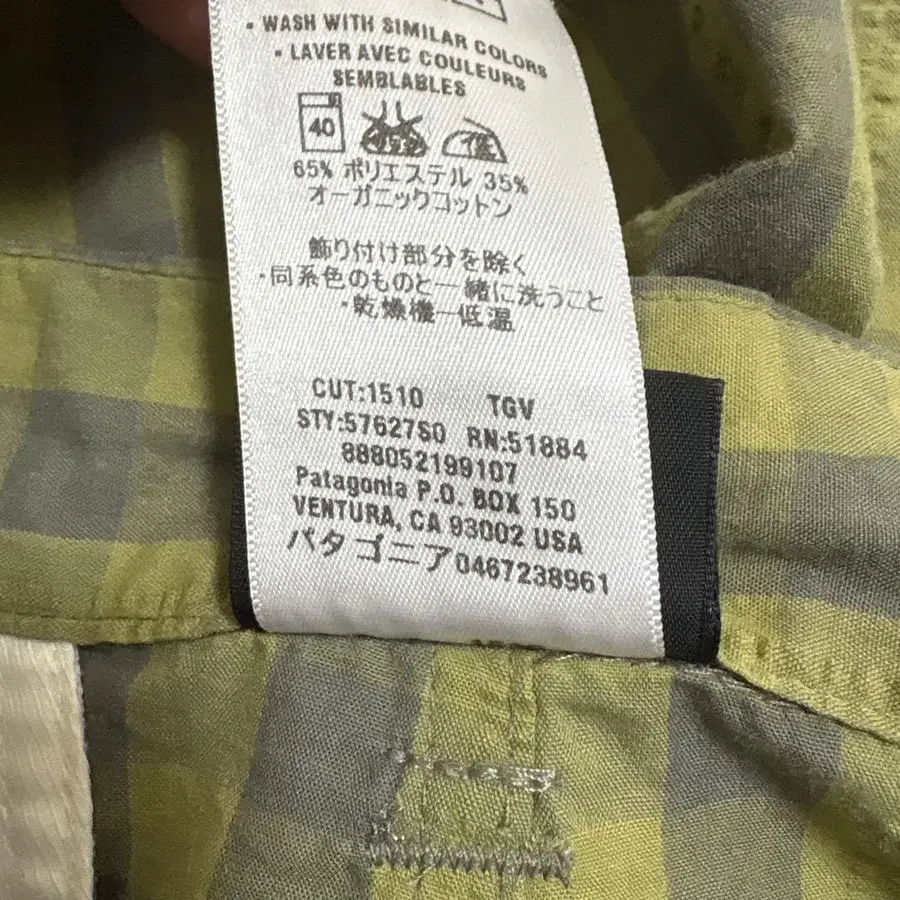 • WASH WITH SIMILAR COLORS
• LAVER AVEC COULEURS
SEMBLABLES
40
65% ポリエステル 35%
オーガニックコットン
飾り付け部分を除く
・同系色のものと一緒に洗うこと
・乾燥機一低温
CUT:1510 TGV
STY:57627S0 RN:51884
888052199107
Patagonia P.O. BOX 150
VENTURA, CA 93002 USA
パタゴニア0467238961